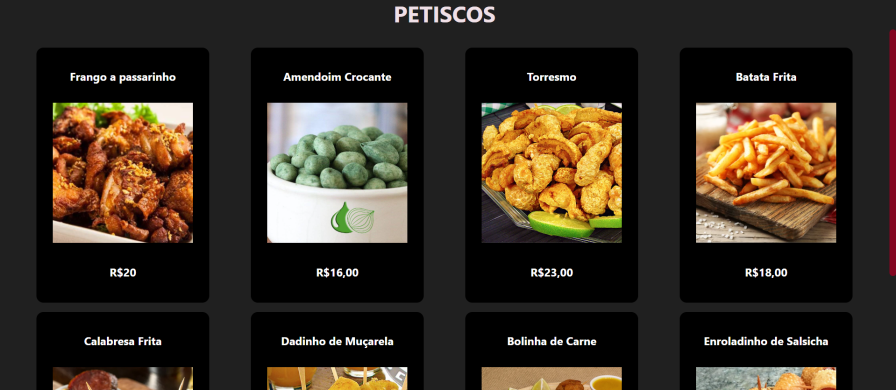 PETISCOS
Frango a passarinho
Amendoim Crocante
Torresmo
Batata Frita
R$20
R$16,00
R$23,00
R$18,00
Calabresa Frita
Dadinho de Muçarela
Bolinha de Carne
Enroladinho de Salsicha